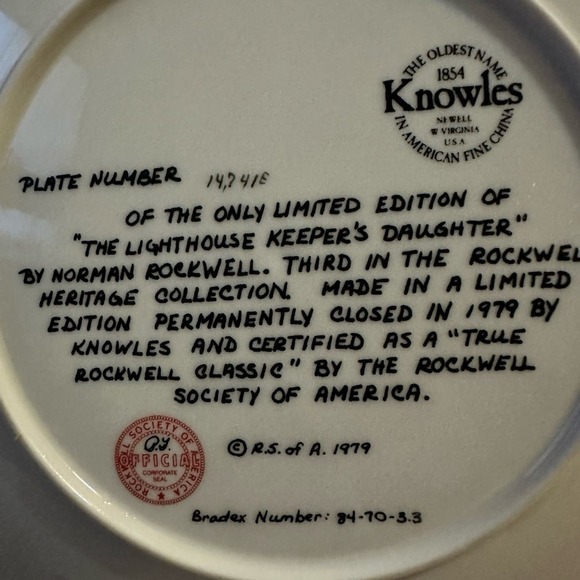 THE OLDEST NAME
1854
Knowles
NEWELL
W VIRGINIA
USA
IN AMERICAN FINE CHINA
PLATE NUMBER 14,741E
OF THE ONLY LIMITED EDITION OF
"THE LIGHTHOUSE KEEPER'S DAUGHTER"
BY NORMAN ROCKWELL. THIRD IN THE ROCKWEL
HERITAGE COLLECTION. MADE IN A LIMITED
EDITION PERMANENTLY CLOSED IN 1979 BY
KNOWLES AND CERTIFIED AS A "TRUE
ROCKWELL CLASSIC" BY THE ROCKWELL
SOCIETY OF AMERICA.
SOCIETY OF AMERICA
OFFICIAL
CORPORATE
SEAL
© R.S. of A. 1979
Bradex Number: 84-70-3.3